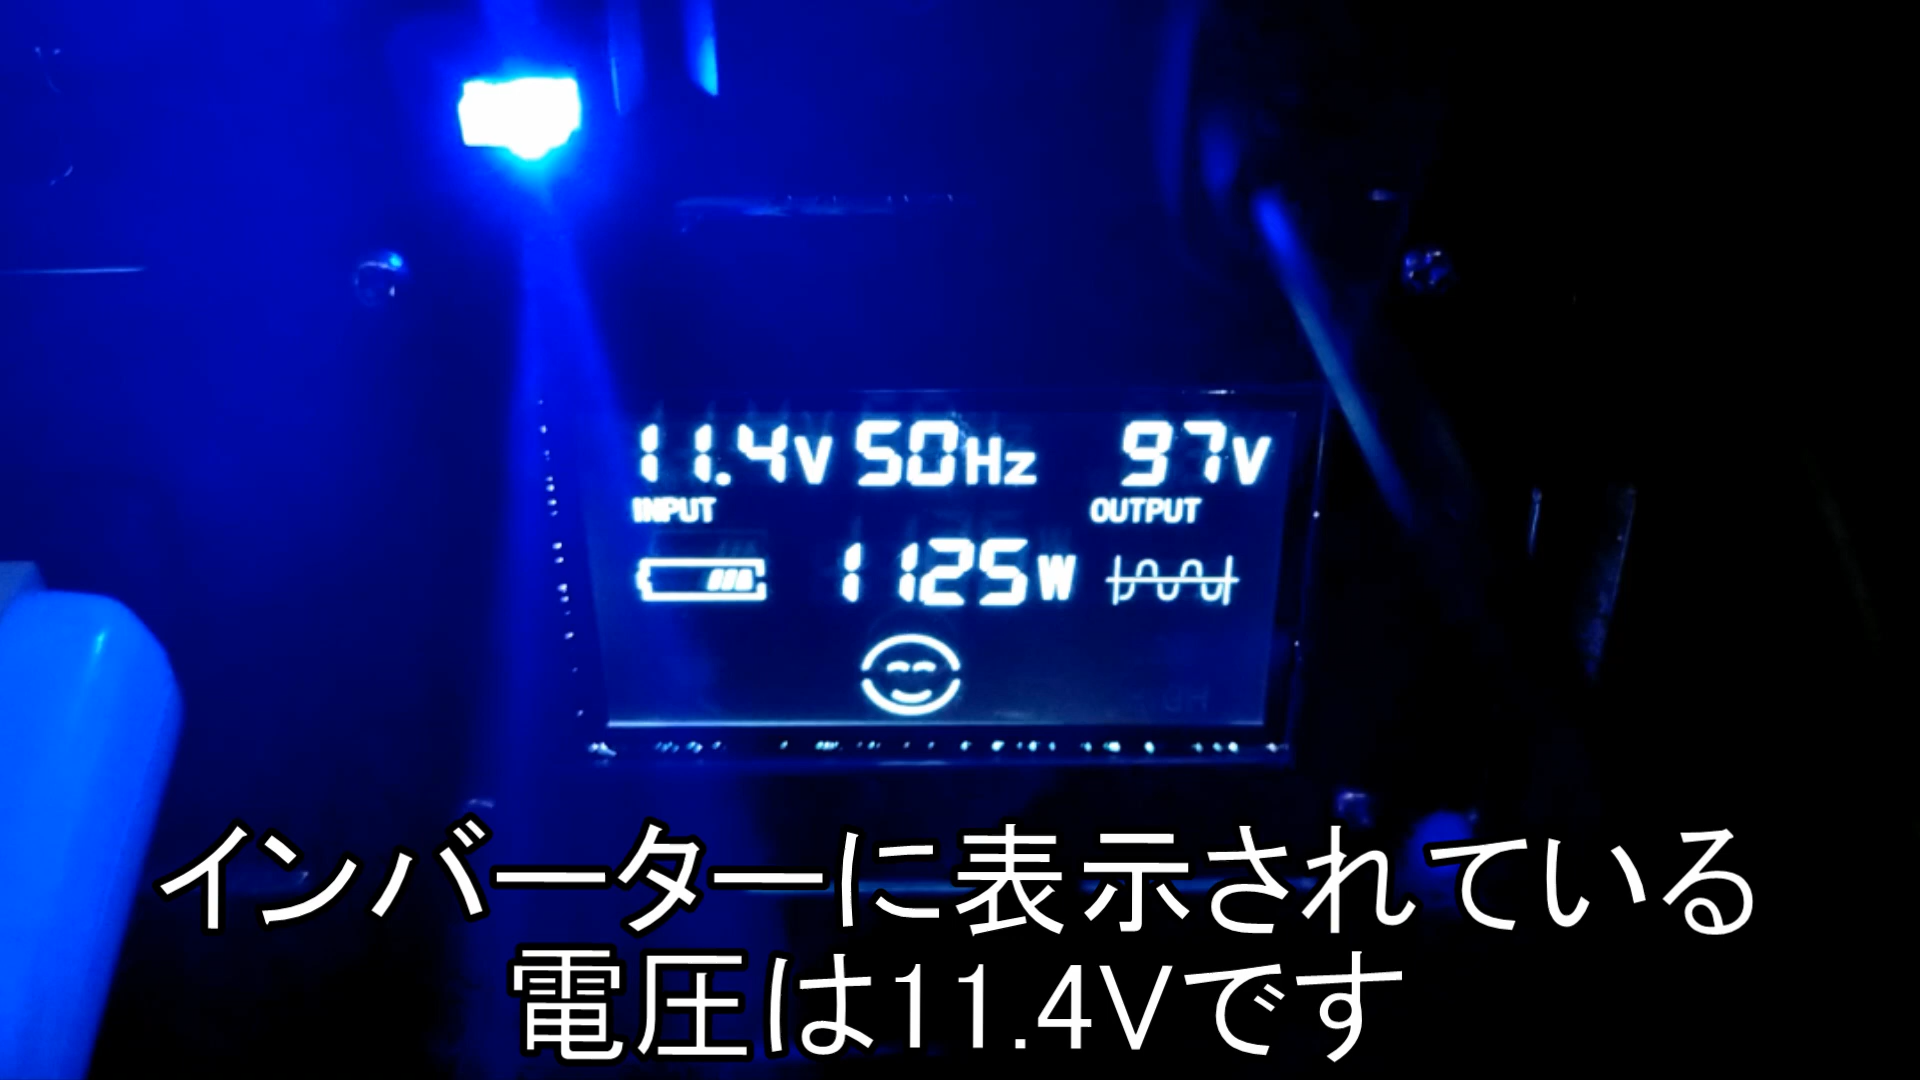 11.4V 50Hz 97V
INPUT OUTPUT
1125W
インバーターに表示されている
電圧は11.4Vです